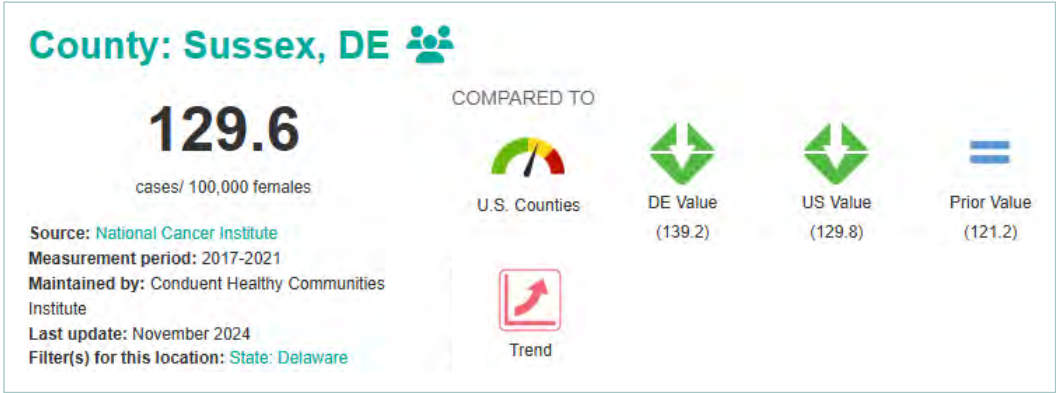 County: Sussex, DE
129.6
cases/ 100,000 females
Source: National Cancer Institute
Measurement period: 2017-2021
Maintained by: Conduent Healthy Communities
Institute
Last update: November 2024
Filter(s) for this location: State: Delaware
COMPARED TO
U.S. Counties
DE Value
(139.2)
US Value
(129.8)
Prior Value
(121.2)
Trend